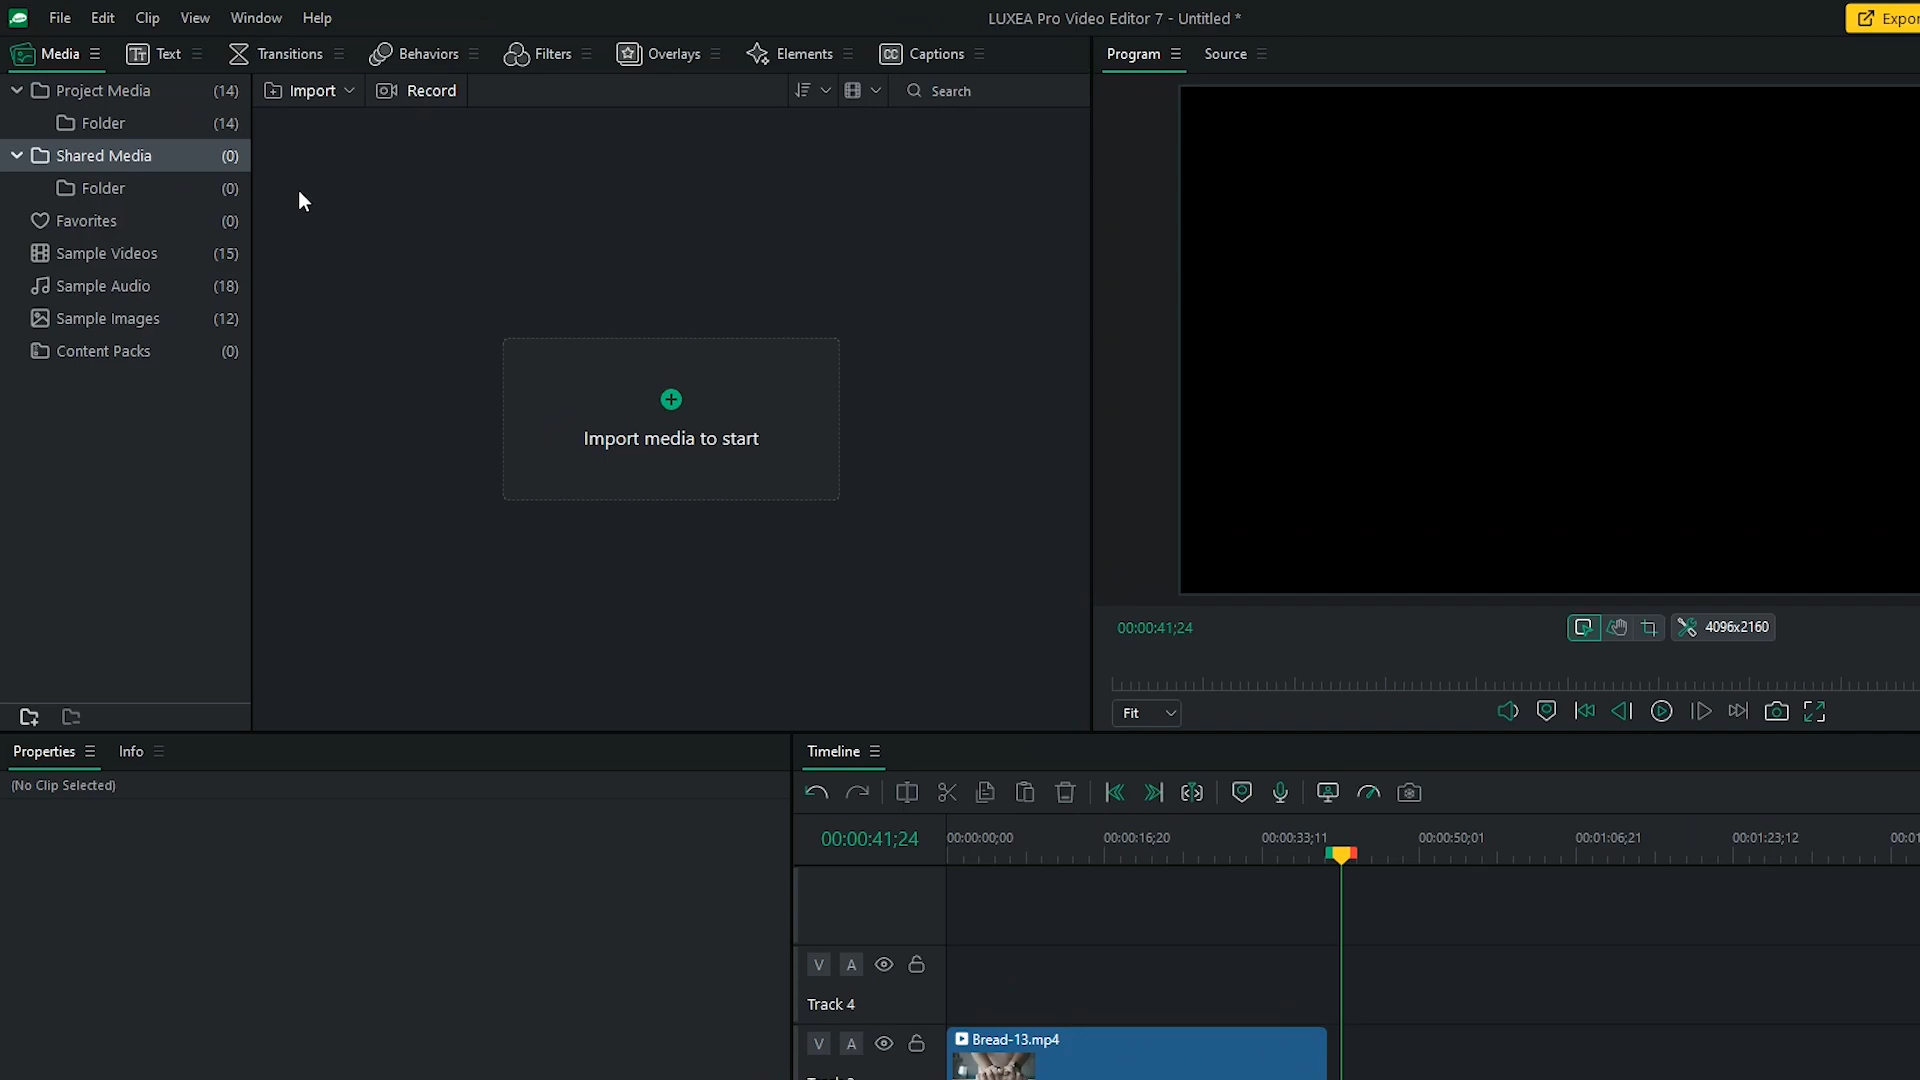 File Edit Clip View Window Help
LUXEA Pro Video Editor 7 - Untitled *
Media Text Transitions Behaviors Filters Overlays Elements CC Captions
Program Source
Project Media (14)
Import Record Search
Folder (14)
Shared Media (0)
Folder (0)
Favorites (0)
Sample Videos (15)
Sample Audio (18)
Sample Images (12)
Content Packs (0)
Import media to start
00:00:41;24
4096x2160
Fit
Properties Info
(No Clip Selected)
Timeline
00:00:41;24
00:00:00;00 00:00:16;20 00:00:33;11 00:00:50;01 00:01:06;21 00:01:23;12
V A
Track 4
V A
Bread-13.mp4